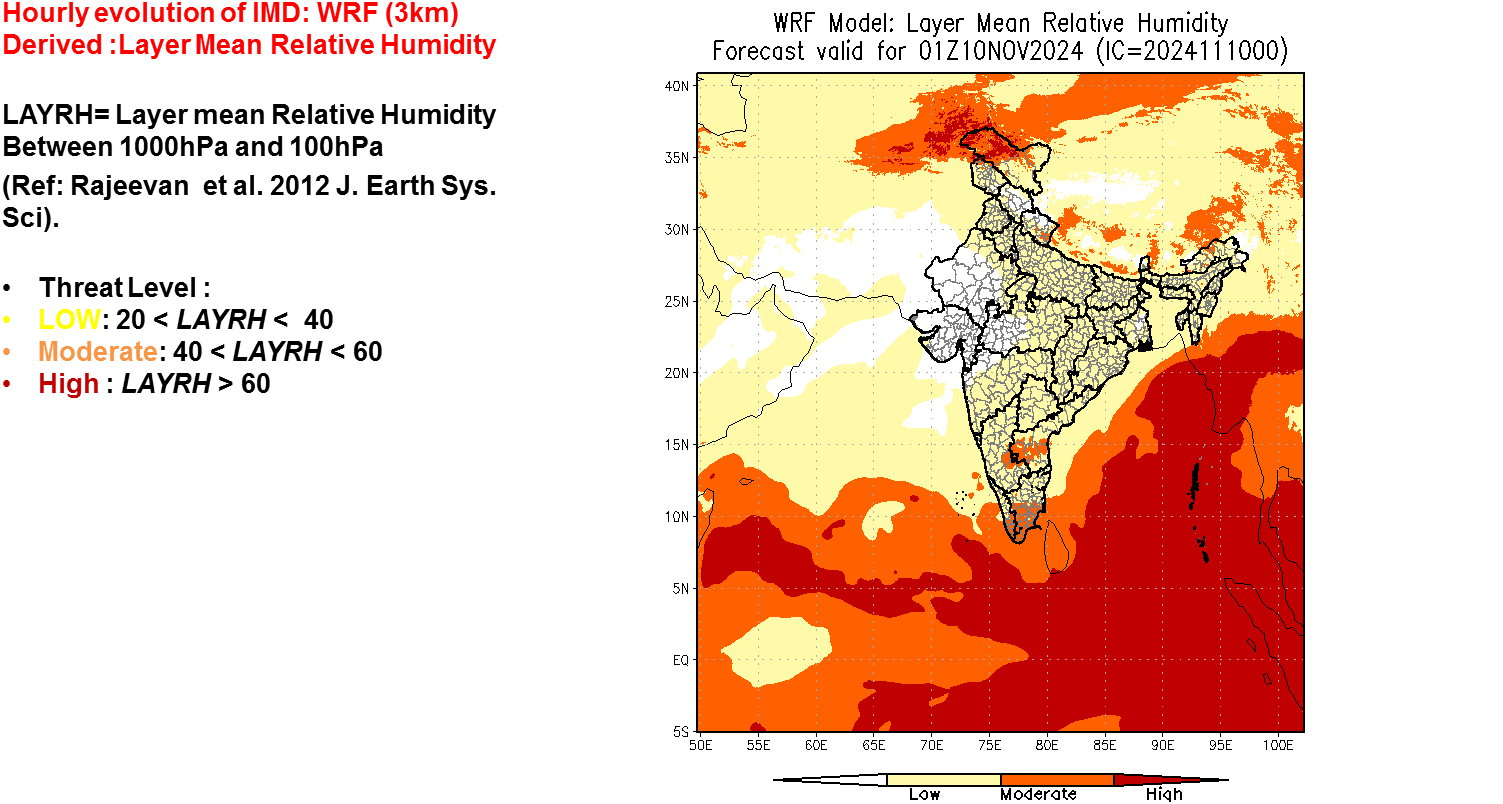 Hourly evolution of IMD: WRF (3km)
Derived :Layer Mean Relative Humidity
LAYRH= Layer mean Relative Humidity
Between 1000hPa and 100hPa
(Ref: Rajeevan et al. 2012 J. Earth Sys.
Sci).
• Threat Level :
• LOW: 20 < LAYRH < 40
• Moderate: 40 < LAYRH < 60
• High : LAYRH > 60
WRF Model: Layer Mean Relative Humidity
Forecast valid for 01Z10NOV2024 (IC=2024111000)
40N
35N
30N
25N
20N
15N
10N
5N
EQ
5S
50E 55E 60E 65E 70E 75E 80E 85E 90E 95E 100E
Low Moderate High